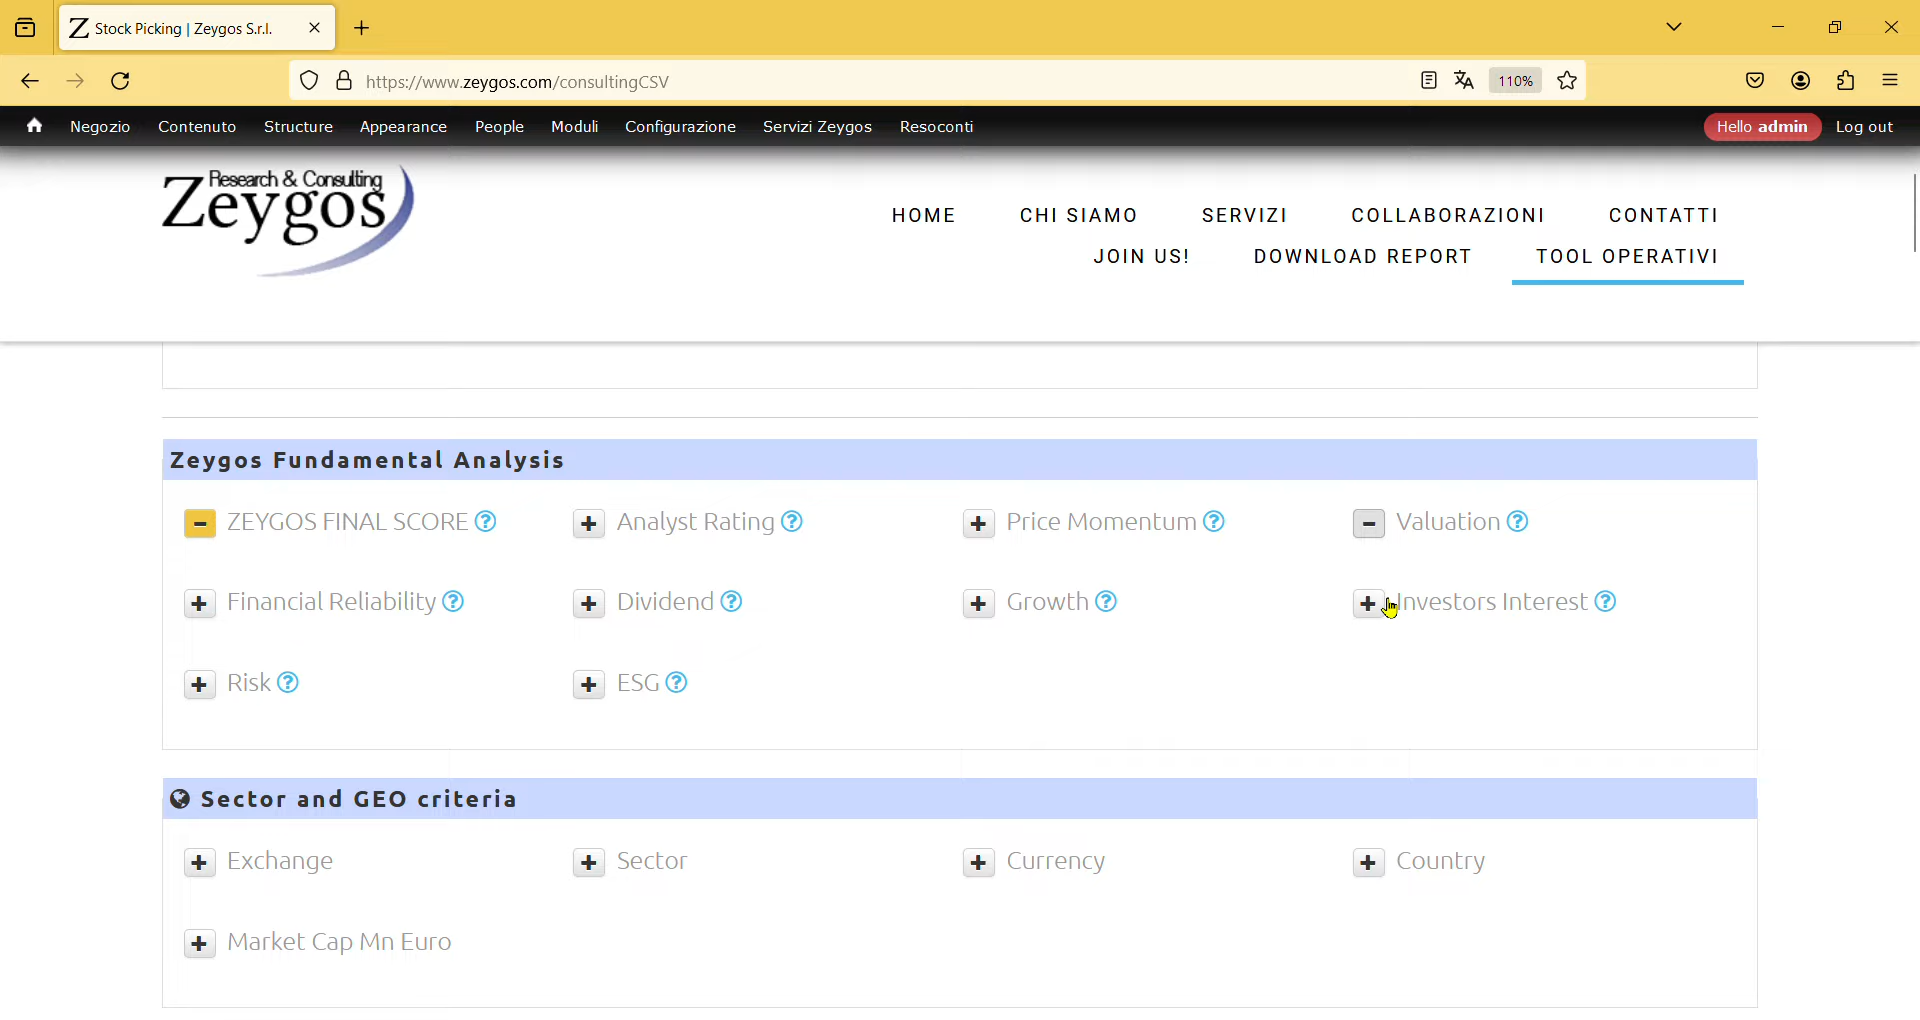 Stock Picking | Zeygos S.r.l.
https://www.zeygos.com/consultingCSV
110%
Negozio Contenuto Structure Appearance People Moduli Configurazione Servizi Zeygos Resoconti Hello admin Log out
Research & Consulting
Zeygos
HOME CHI SIAMO SERVIZI COLLABORAZIONI CONTATTI
JOIN US! DOWNLOAD REPORT TOOL OPERATIVI
Zeygos Fundamental Analysis
ZEYGOS FINAL SCORE Analyst Rating Price Momentum Valuation
Financial Reliability Dividend Growth Investors Interest
Risk ESG
Sector and GEO criteria
Exchange Sector Currency Country
Market Cap Mn Euro